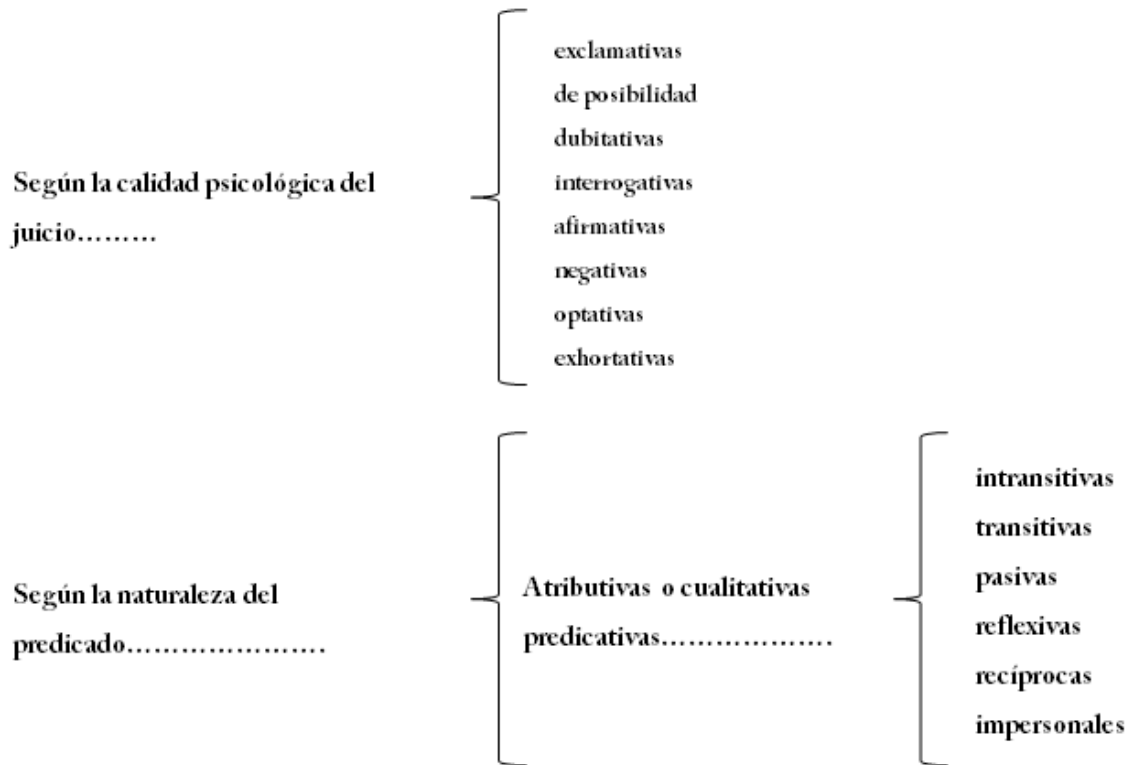 exclamativas
de posibilidad
dubitativas
Según la calidad psicológica del
interrogativas
juicio………
afirmativas
negativas
optativas
exhortativas
intransitivas
transitivas
Según la naturaleza del
Atributivas o cualitativas
pasivas
predicado………………….
predicativas……………….
reflexivas
recíprocas
impersonales